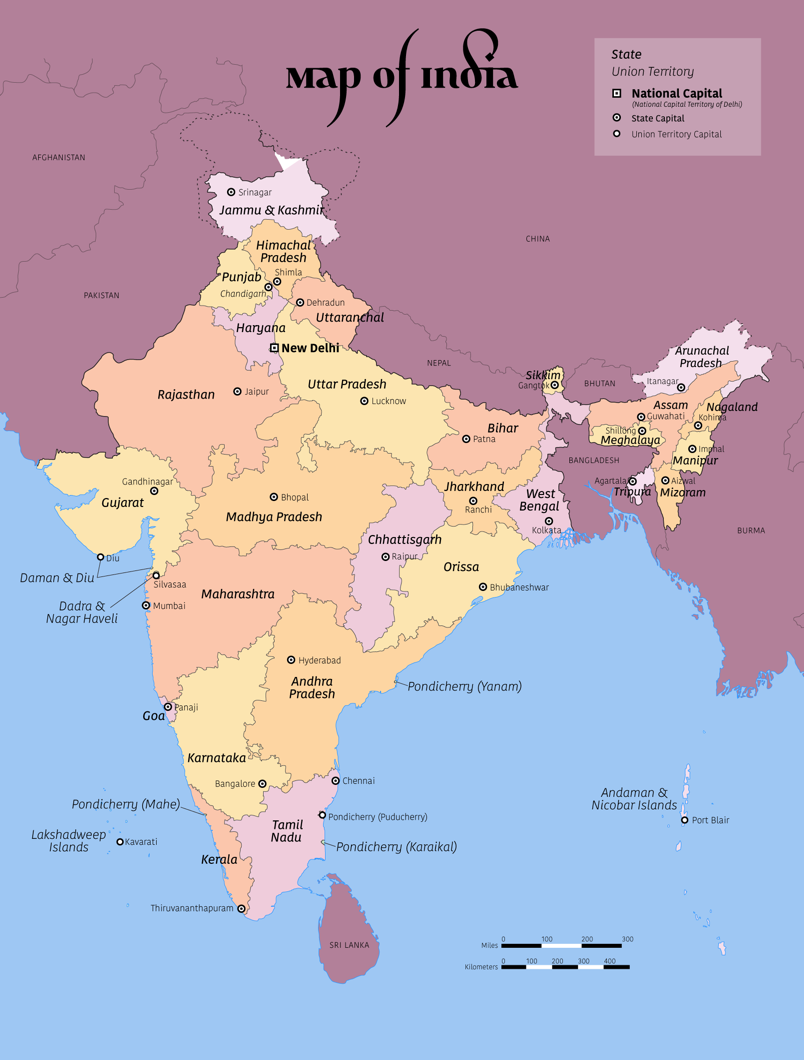 Map of India
State
Union Territory
National Capital
(National Capital Territory of Delhi)
State Capital
Union Territory Capital
AFGHANISTAN
Srinagar
Jammu & Kashmir
CHINA
Himachal
Pradesh
Shimla
Punjab
Chandigarh
PAKISTAN
Dehradun
Uttaranchal
Haryana
New Delhi
NEPAL
Arunachal
Pradesh
Sikkim
Gangtok
BHUTAN
Itanagar
Rajasthan
Jaipur
Uttar Pradesh
Lucknow
Assam
Nagaland
Guwahati
Kohima
Bihar
Patna
Shillong
Meghalaya
Imphal
Manipur
BANGLADESH
Gandhinagar
Gujarat
Bhopal
Madhya Pradesh
Jharkhand
Ranchi
West
Bengal
Kolkata
Agartala
Tripura
Aizwal
Mizoram
BURMA
Chhattisgarh
Raipur
Orissa
Bhubaneswar
Diu
Daman & Diu
Silvasaa
Dadra &
Nagar Haveli
Maharashtra
Mumbai
Hyderabad
Andhra
Pradesh
Pondicherry (Yanam)
Panaji
Goa
Karnataka
Bangalore
Chennai
Andaman &
Nicobar Islands
Port Blair
Pondicherry (Mahe)
Tamil
Nadu
Pondicherry (Puducherry)
Lakshadweep
Islands
Kavarati
Kerala
Pondicherry (Karaikal)
Thiruvananthapuram
SRI LANKA
0 100 200 300
Miles
0 100 200 300 400
Kilometers